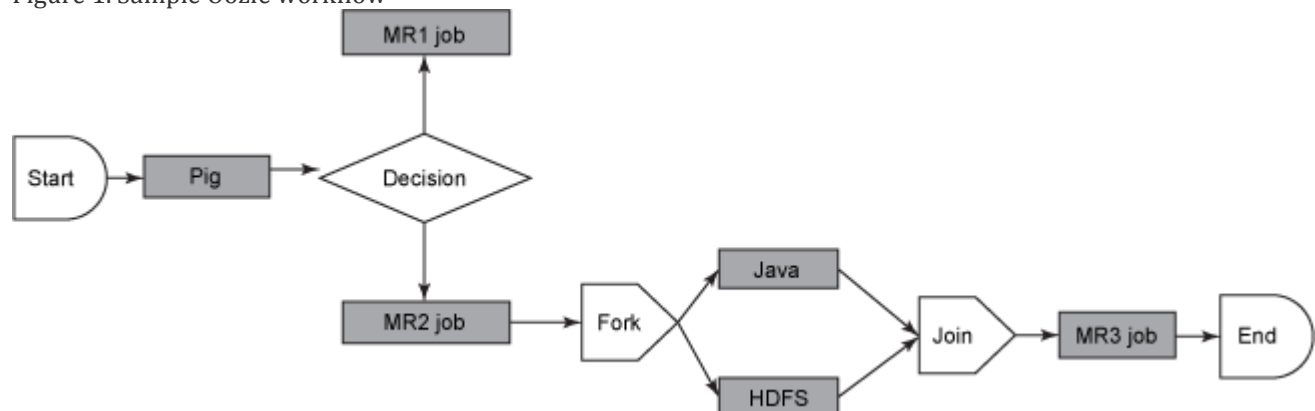 Figure 1. Sample Oozie workflow
MR1 job
Start
Pig
Decision
MR2 job
Fork
Java
HDFS
Join
MR3 job
End